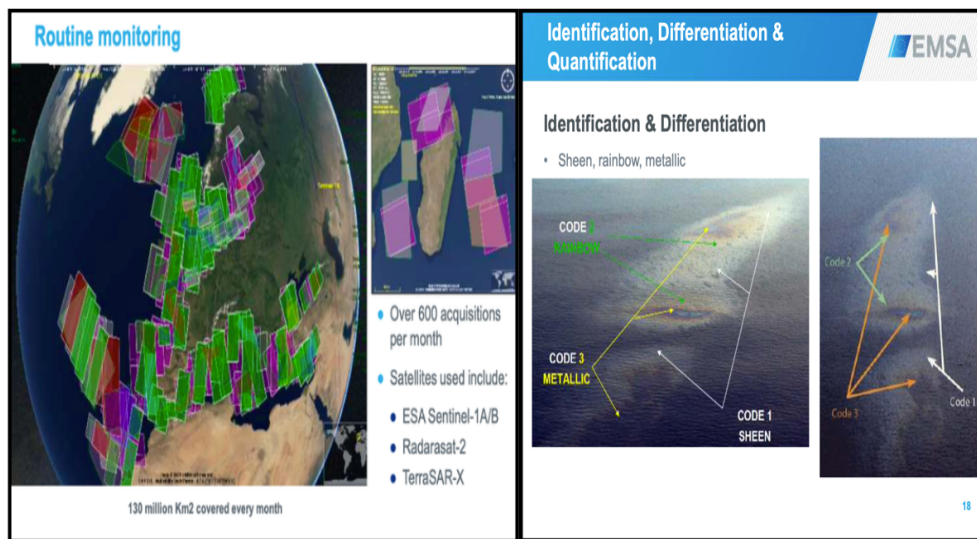 Routine monitoring
Over 600 acquisitions
per month
Satellites used include:
ESA Sentinel-1A/B
Radarasat-2
TerraSAR-X
130 million Km2 covered every month
Identification, Differentiation &
Quantification
EMSA
Identification & Differentiation
Sheen, rainbow, metallic
CODE 2
RAINBOW
CODE 3
METALLIC
CODE 1
SHEEN
Code 2
Code 3
Code 1
18